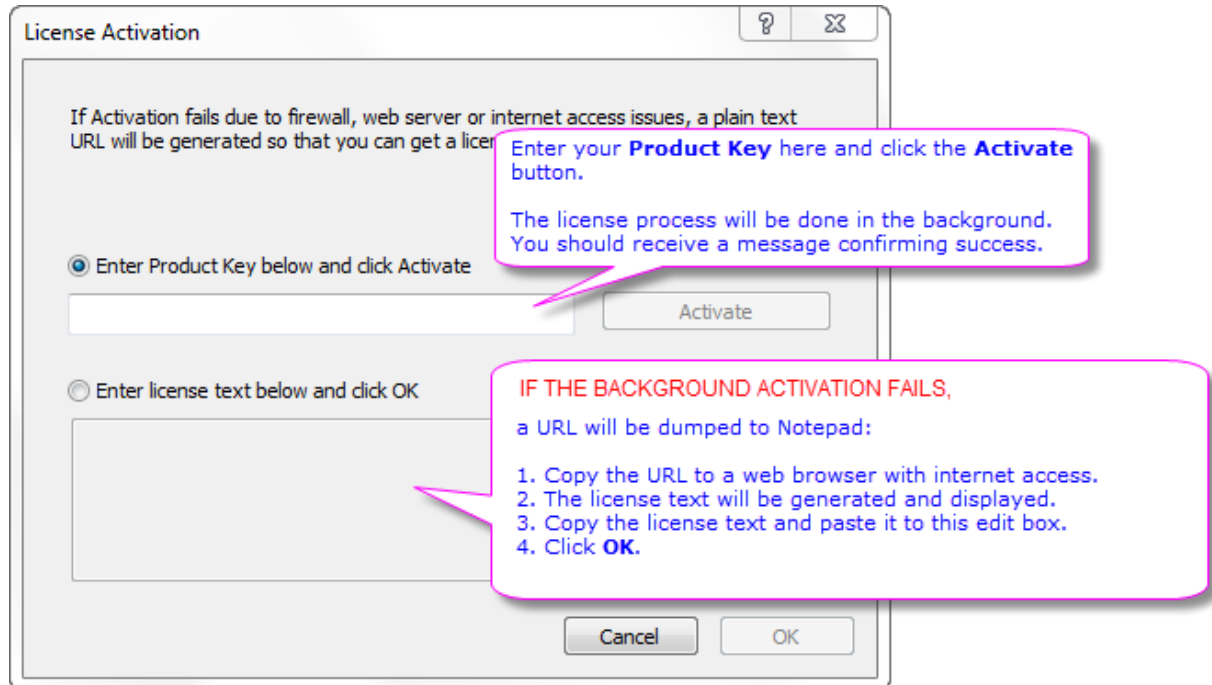 License Activation
If Activation fails due to firewall, web server or internet access issues, a plain text
URL will be generated so that you can get a
Enter your Product Key here and click the Activate
button.
The license process will be done in the background.
You should receive a message confirming success.
Enter Product Key below and click Activate
Activate
Enter license text below and click OK
IF THE BACKGROUND ACTIVATION FAILS,
a URL will be dumped to Notepad:
1. Copy the URL to a web browser with internet access.
2. The license text will be generated and displayed.
3. Copy the license text and paste it to this edit box.
4. Click OK.
Cancel
OK